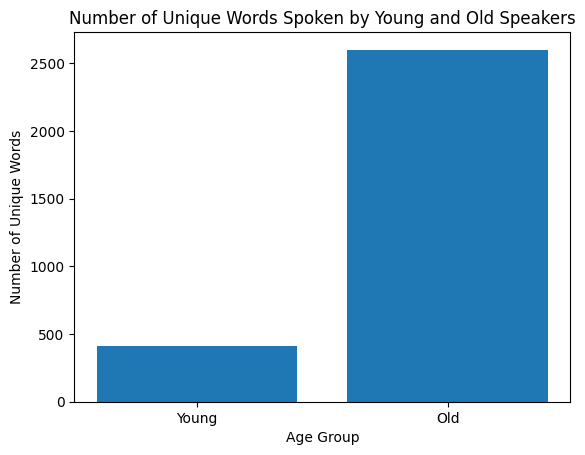 Number of Unique Words Spoken by Young and Old Speakers
Number of Unique Words
2500
2000
1500
1000
500
0
Young Old
Age Group